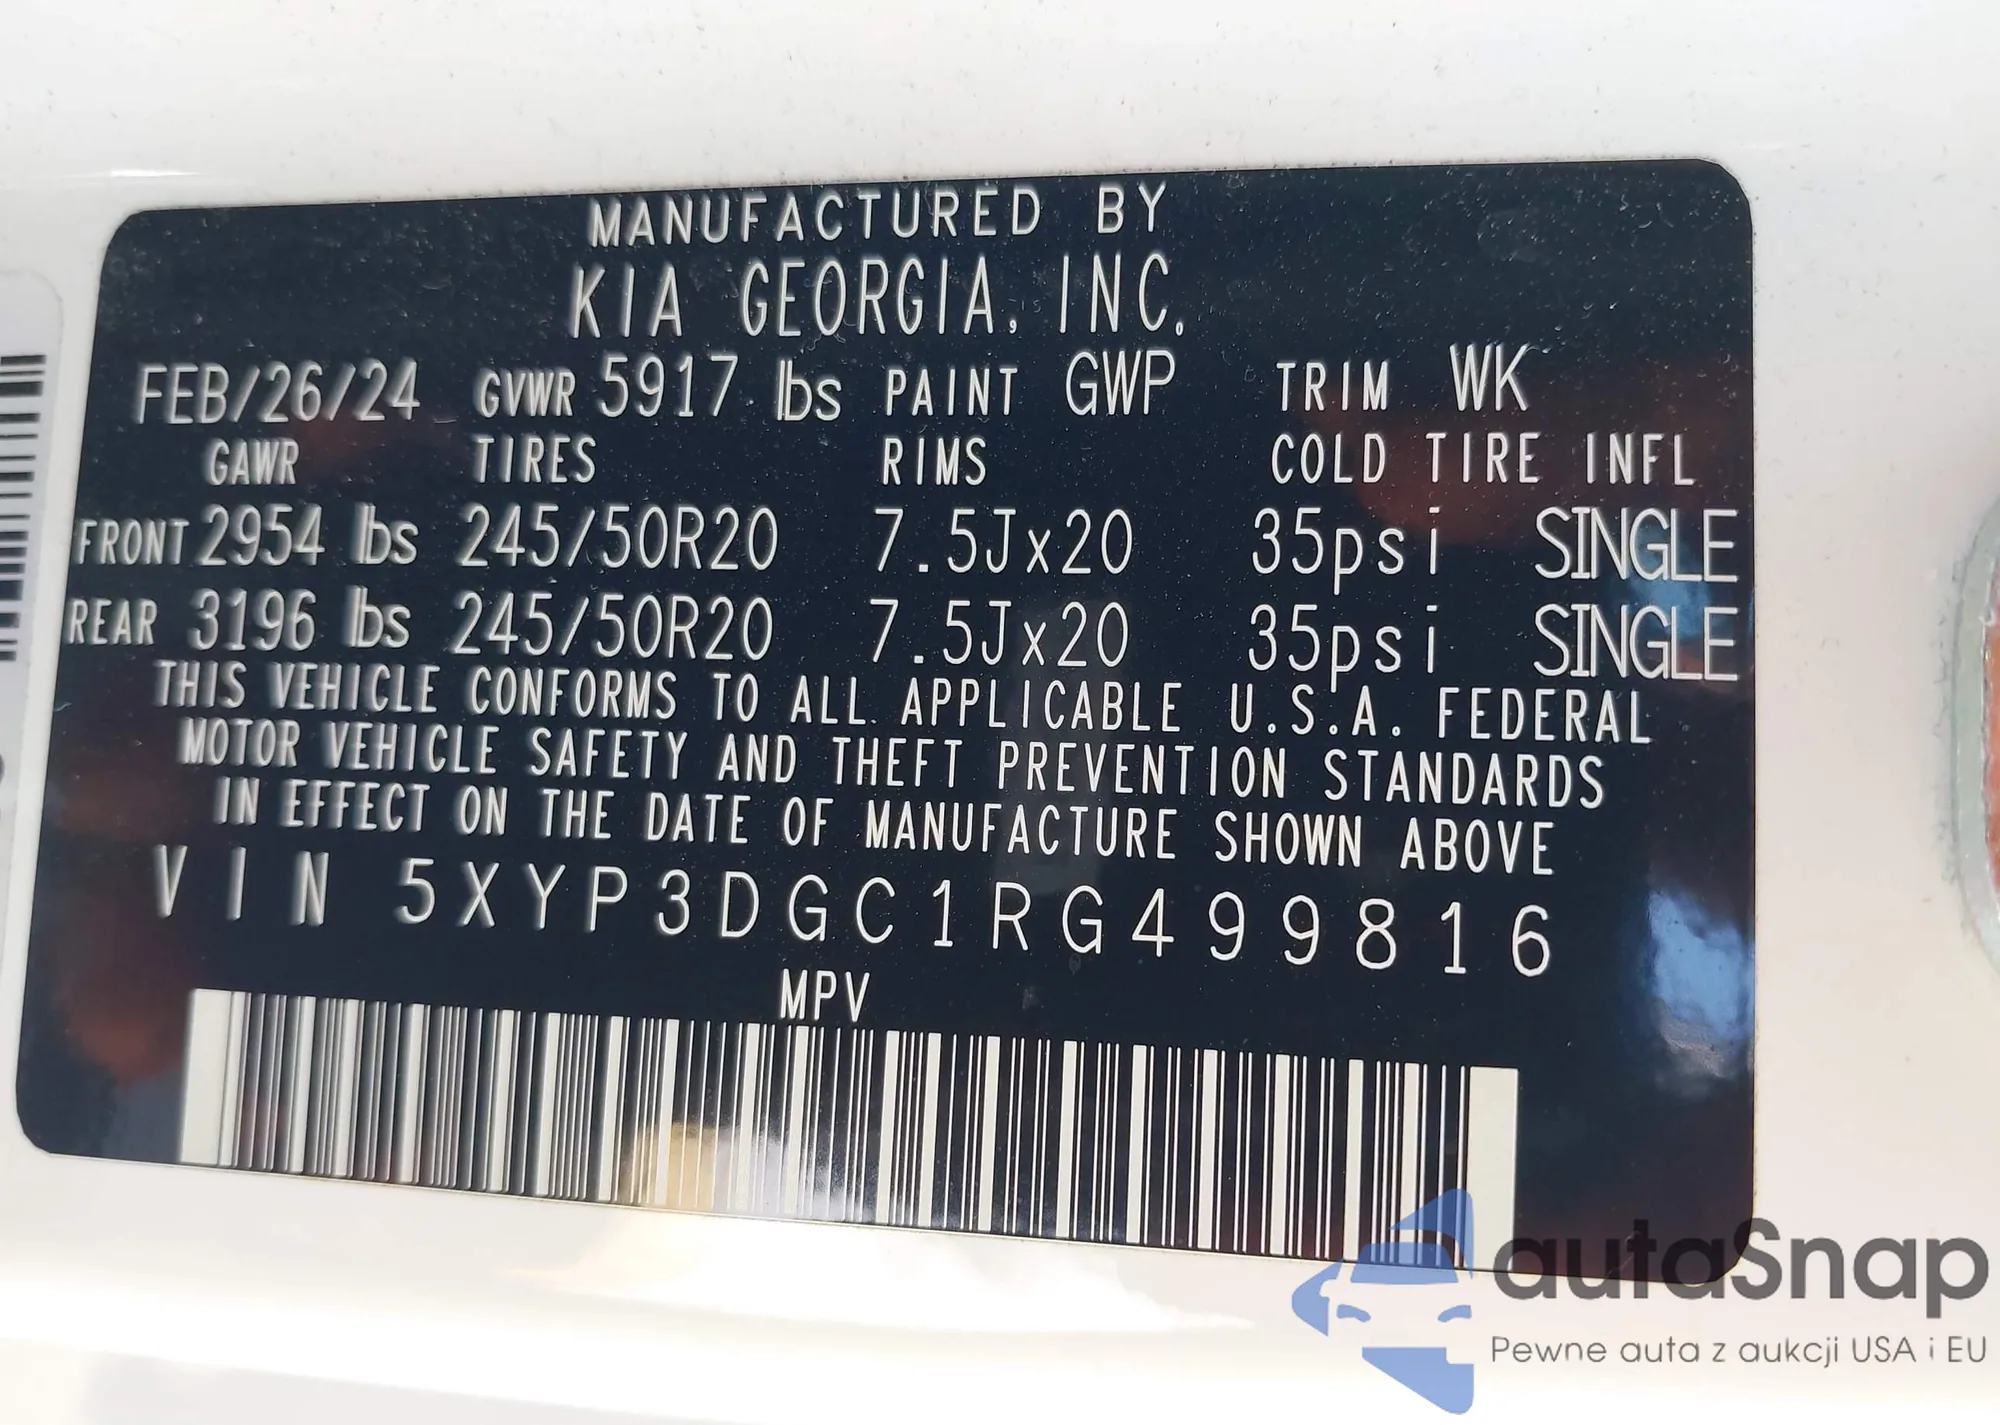 MANUFACTURED BY
KIA GEORGIA, INC.
FEB/26/24 GVWR 5917 lbs PAINT GWP TRIM WK
GAWR TIRES RIMS COLD TIRE INFL
FRONT 2954 lbs 245/50R20 7.5Jx20 35psi SINGLE
REAR 3196 lbs 245/50R20 7.5Jx20 35psi SINGLE
THIS VEHICLE CONFORMS TO ALL APPLICABLE U.S.A. FEDERAL
MOTOR VEHICLE SAFETY AND THEFT PREVENTION STANDARDS
IN EFFECT ON THE DATE OF MANUFACTURE SHOWN ABOVE
VIN 5XYP3DGC1RG499816
MPV
autaSnap
Pewne auta z aukcji USA i EU